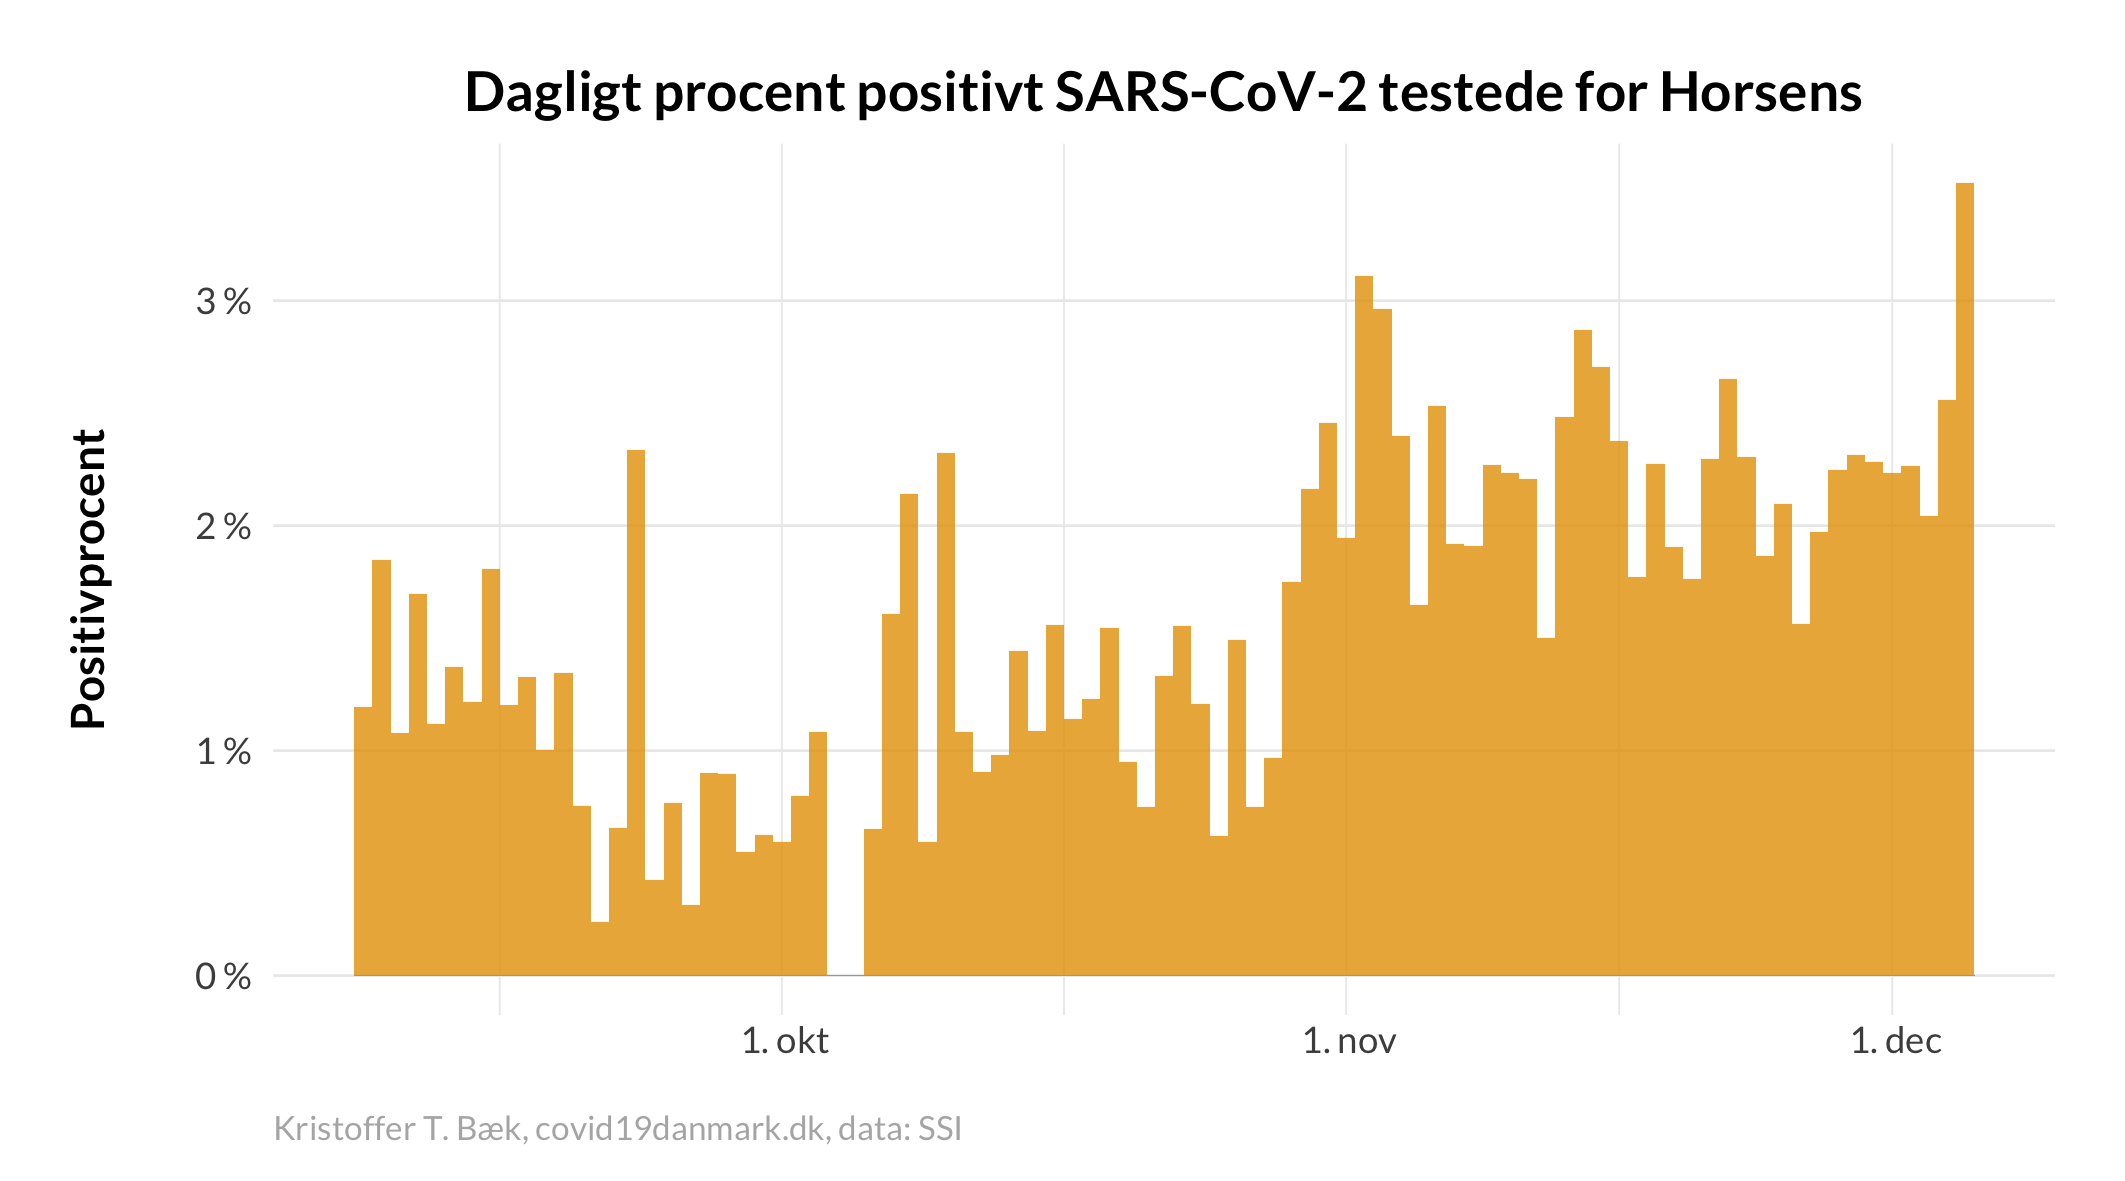 Dagligt procent positivt SARS-CoV-2 testede for Horsens
Positivprocent
3 %
2 %
1 %
0 %
1. okt
1. nov
1. dec
Kristoffer T. Bæk, covid19danmark.dk, data: SSI